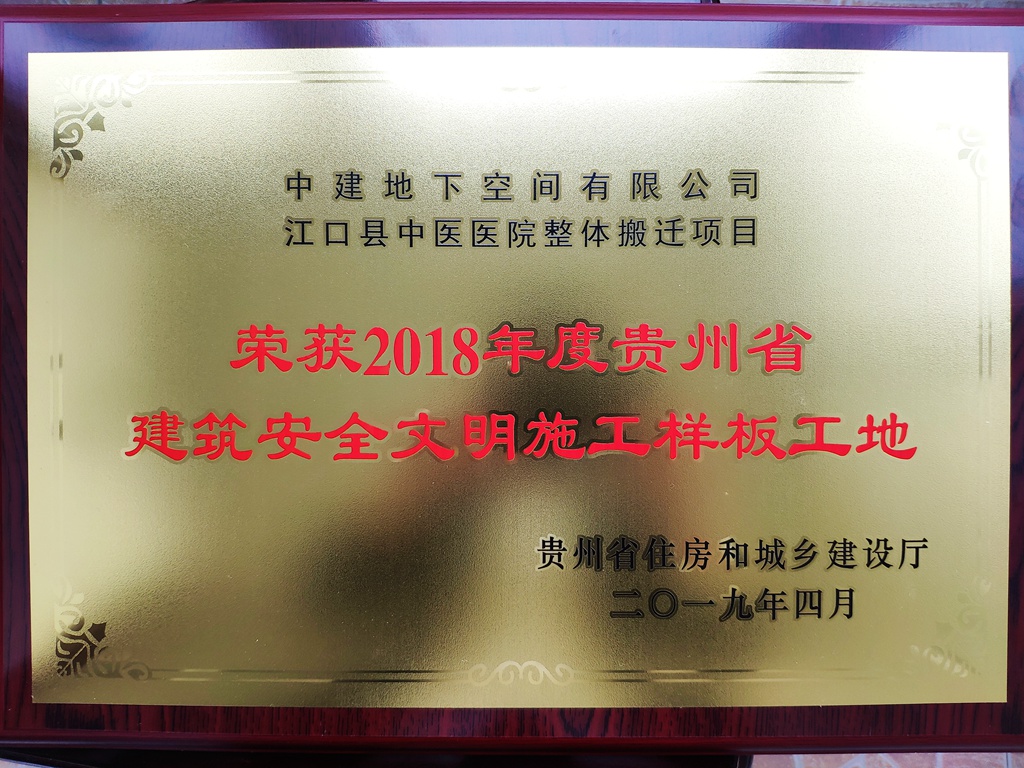 中建地下空间有限公司
江口县中医医院整体搬迁项目
荣获2018年度贵州省
建筑安全文明施工样板工地
贵州省住房和城乡建设厅
二〇一九年四月